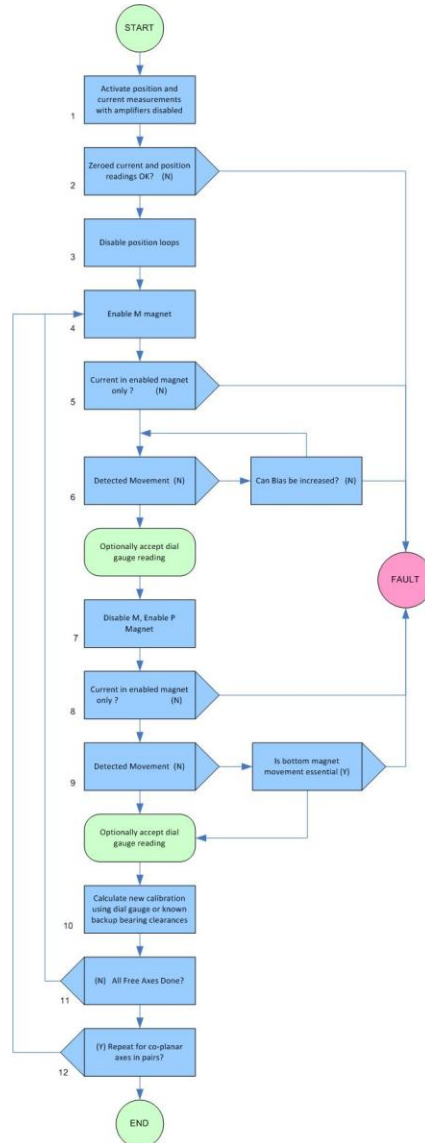 START
Activate position and
current measurements
with amplifiers disabled
1
Zeroed current and position
readings OK? (N)
2
Disable position loops
3
Enable M magnet
4
Current in enabled magnet
only ? (N)
5
Detected Movement (N)
6
Can Bias be increased? (N)
Optionally accept dial
gauge reading
FAULT
Disable M, Enable P
Magnet
7
Current in enabled magnet
only ? (N)
8
Detected Movement (N)
9
Is bottom magnet
movement essential (Y)
Optionally accept dial
gauge reading
Calculate new calibration
using dial gauge or known
backup bearing clearances
10
(N) All Free Axes Done?
11
(Y) Repeat for co-planar
axes in pairs?
12
END